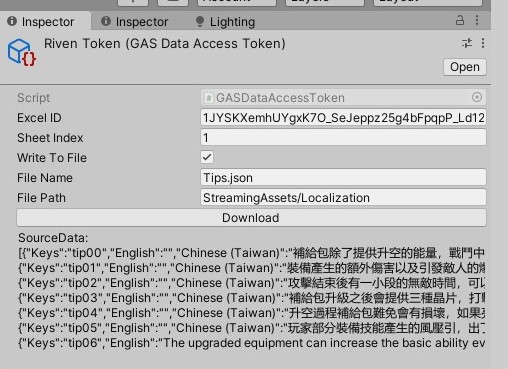 Account
Layers
Layout
Inspector
Inspector
Lighting
Riven Token (GAS Data Access Token)
Open
Script
GASDataAccessToken
Excel ID
1JYSKXemhUYgxK7O_SeJeppz25g4bFpqpP_Ld12
Sheet Index
1
Write To File
File Name
Tips.json
File Path
StreamingAssets/Localization
Download
SourceData:
[{"Keys":"tip00","English":"","Chinese (Taiwan)":"補給包除了提供升空的能量，戰鬥中
{"Keys":"tip01","English":"","Chinese (Taiwan)":"裝備產生的額外傷害以及引發敵人的
{"Keys":"tip02","English":"","Chinese (Taiwan)":"攻擊結束後有一小段的無敵時間，可以
{"Keys":"tip03","English":"","Chinese (Taiwan)":"補給包升級之後會提供三種晶片，打
{"Keys":"tip04","English":"","Chinese (Taiwan)":"升空過程補給包難免會有損壞，如果
{"Keys":"tip05","English":"","Chinese (Taiwan)":"玩家部分裝備技能產生的風壓引，出了
{"Keys":"tip06","English":"The upgraded equipment can increase the basic ability ev